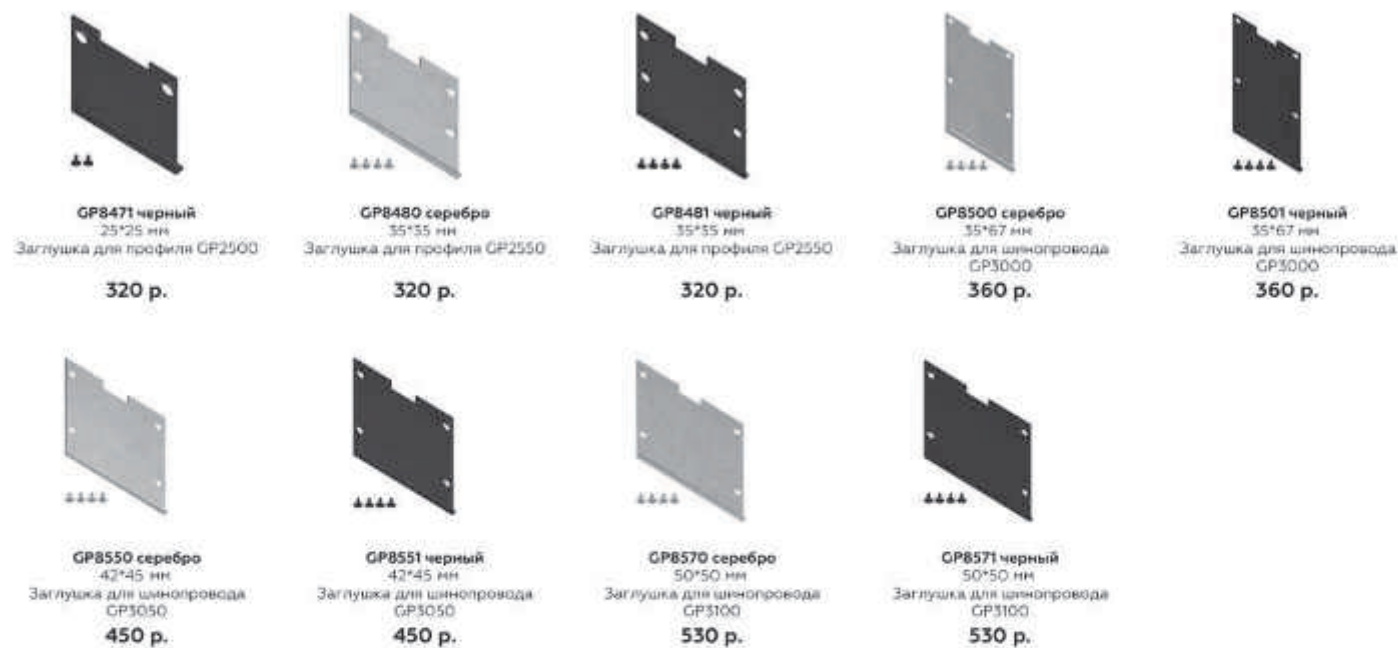 GP8471 черный
25*25 мм
Заглушка для профиля GP2500
320 р.
GP8480 серебро
35*35 мм
Заглушка для профиля GP2550
320 р.
GP8481 черный
35*35 мм
Заглушка для профиля GP2550
320 р.
GP8500 серебро
35*67 мм
Заглушка для шинопровода
GP3000
360 р.
GP8501 черный
35*67 мм
Заглушка для шинопровода
GP3000
360 р.
GP8550 серебро
42*45 мм
Заглушка для шинопровода
GP3050
450 р.
GP8551 черный
42*45 мм
Заглушка для шинопровода
GP3050
450 р.
GP8570 серебро
50*50 мм
Заглушка для шинопровода
GP3100
530 р.
GP8571 черный
50*50 мм
Заглушка для шинопровода
GP3100
530 р.